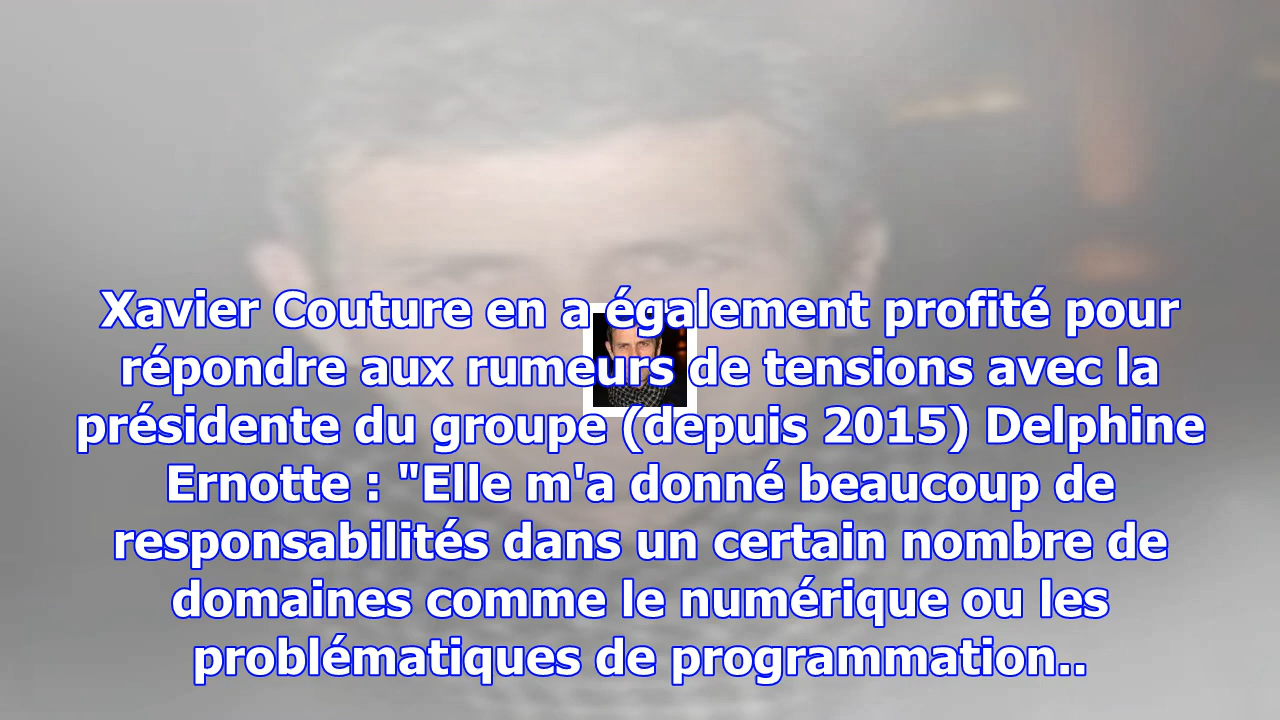 Xavier Couture en a également profité pour
répondre aux rumeurs de tensions avec la
présidente du groupe (depuis 2015) Delphine
Ernotte : "Elle m'a donné beaucoup de
responsabilités dans un certain nombre de
domaines comme le numérique ou les
problématiques de programmation..